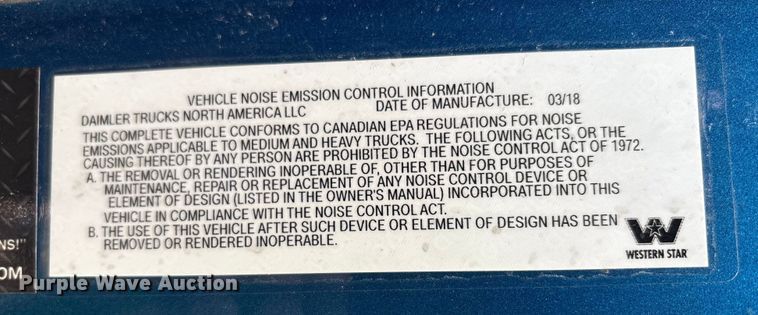 VEHICLE NOISE EMISSION CONTROL INFORMATION
DAIMLER TRUCKS NORTH AMERICA LLC DATE OF MANUFACTURE: 03/18
THIS COMPLETE VEHICLE CONFORMS TO CANADIAN EPA REGULATIONS FOR NOISE
EMISSIONS APPLICABLE TO MEDIUM AND HEAVY TRUCKS. THE FOLLOWING ACTS, OR THE
CAUSING THEREOF BY ANY PERSON ARE PROHIBITED BY THE NOISE CONTROL ACT OF 1972.
A. THE REMOVAL OR RENDERING INOPERABLE OF, OTHER THAN FOR PURPOSES OF
MAINTENANCE, REPAIR OR REPLACEMENT OF ANY NOISE CONTROL DEVICE OR
ELEMENT OF DESIGN (LISTED IN THE OWNER'S MANUAL) INCORPORATED INTO THIS
VEHICLE IN COMPLIANCE WITH THE NOISE CONTROL ACT.
B. THE USE OF THIS VEHICLE AFTER SUCH DEVICE OR ELEMENT OF DESIGN HAS BEEN
REMOVED OR RENDERED INOPERABLE.
WESTERN STAR
NS!"
OM
Purple Wave Auction